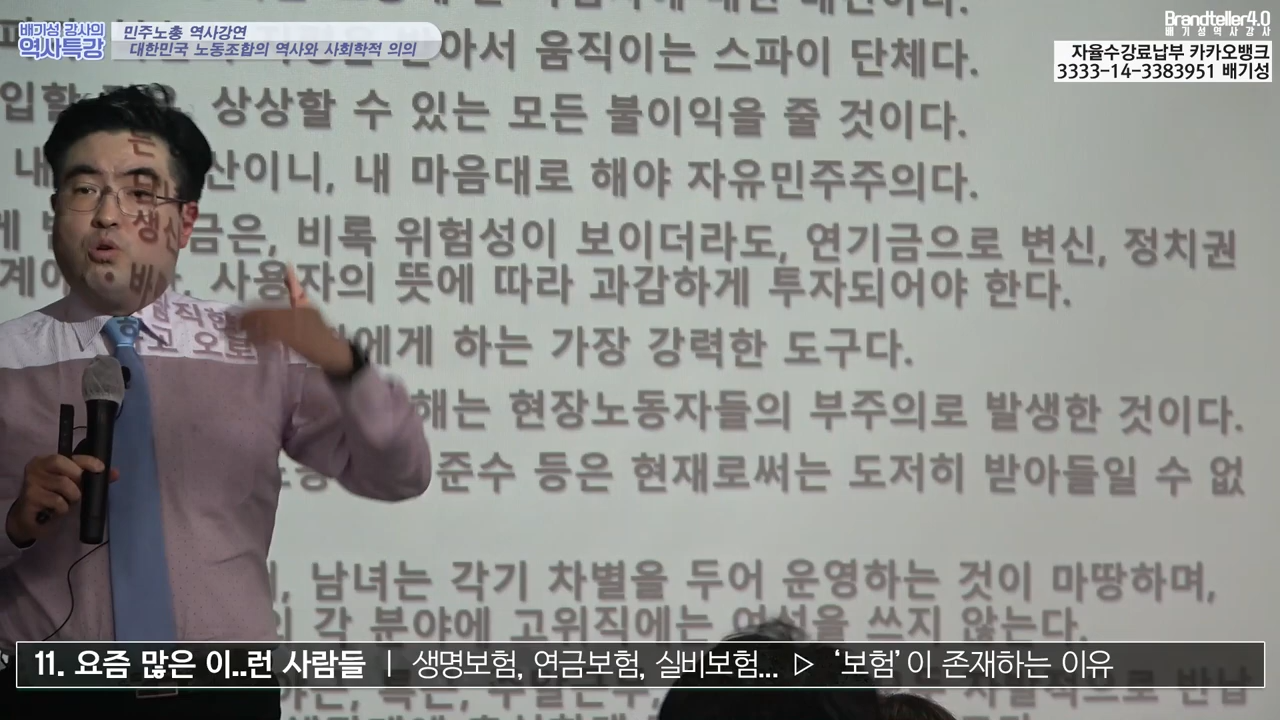 배기성 강사의
역사특강
민주노총 역사강연
대한민국 노동조합의 역사와 사회학적 의의
Brandteller4.0
배기성역사강사
자율수강료납부 카카오뱅크
3333-14-3383951 배기성
대한 배신이다.
받아서 움직이는 스파이 단체다.
상상할 수 있는 모든 불이익을 줄 것이다.
내 산이니, 내 마음대로 해야 자유민주주의다.
금은, 비록 위험성이 보이더라도, 연기금으로 변신, 정치권
사용자의 뜻에 따라 과감하게 투자되어야 한다.
에게 하는 가장 강력한 도구다.
해는 현장노동자들의 부주의로 발생한 것이다.
준수 등은 현재로써는 도저히 받아들일 수 없
남녀는 각기 차별을 두어 운영하는 것이 마땅하며,
각 분야에 고위직에는 여성을 쓰지 않는다.
11. 요즘 많은 이..런 사람들 | 생명보험, 연금보험, 실비보험... ▷ ‘보험’이 존재하는 이유